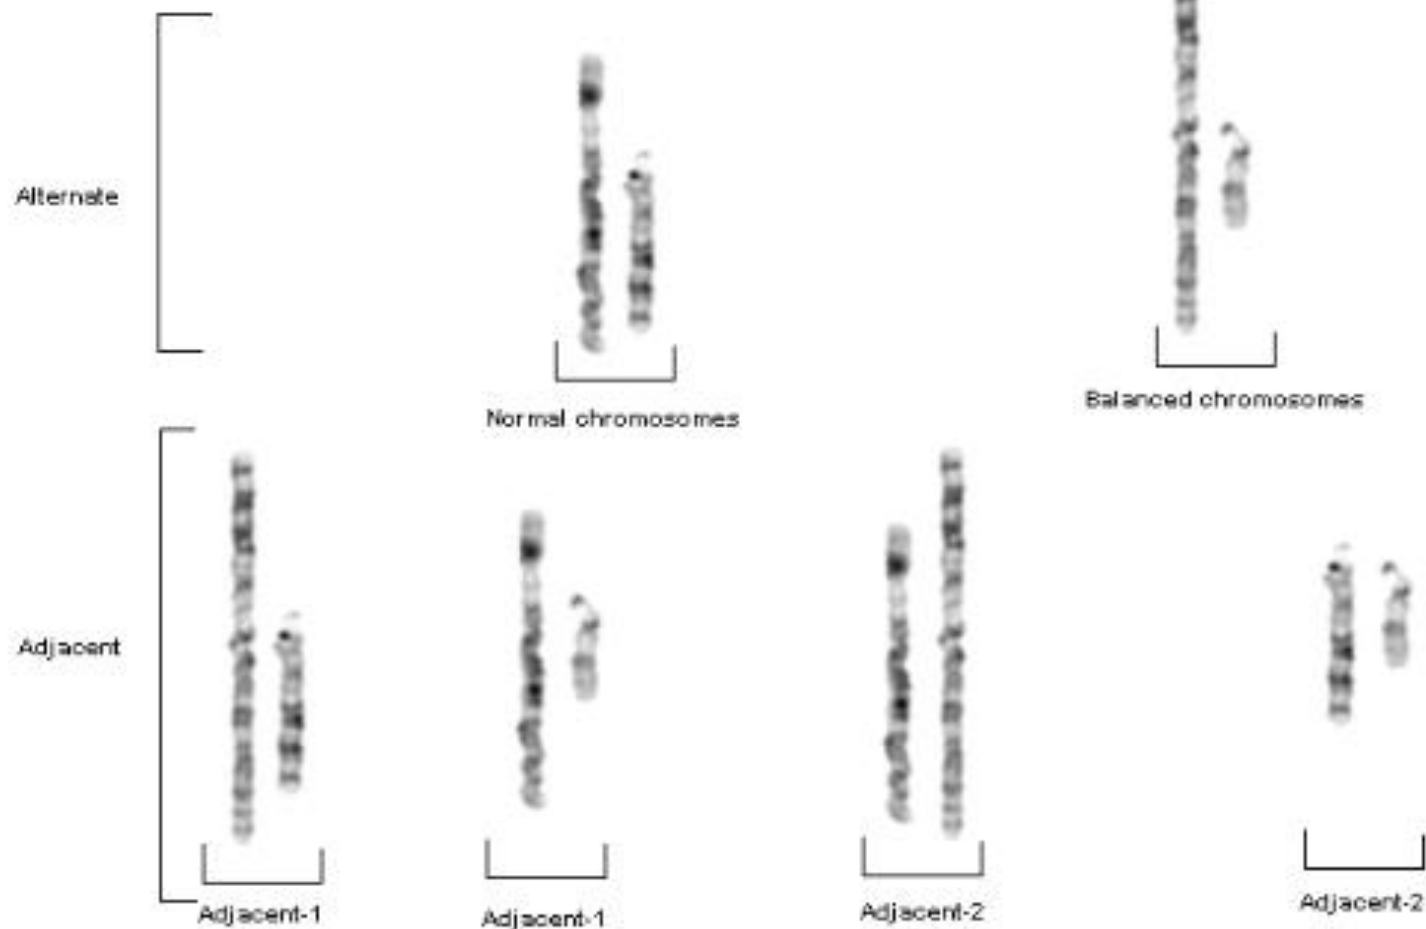 Alternate
Normal chromosomes
Balanced chromosomes
Adjacent
Adjacent-1
Adjacent-1
Adjacent-2
Adjacent-2